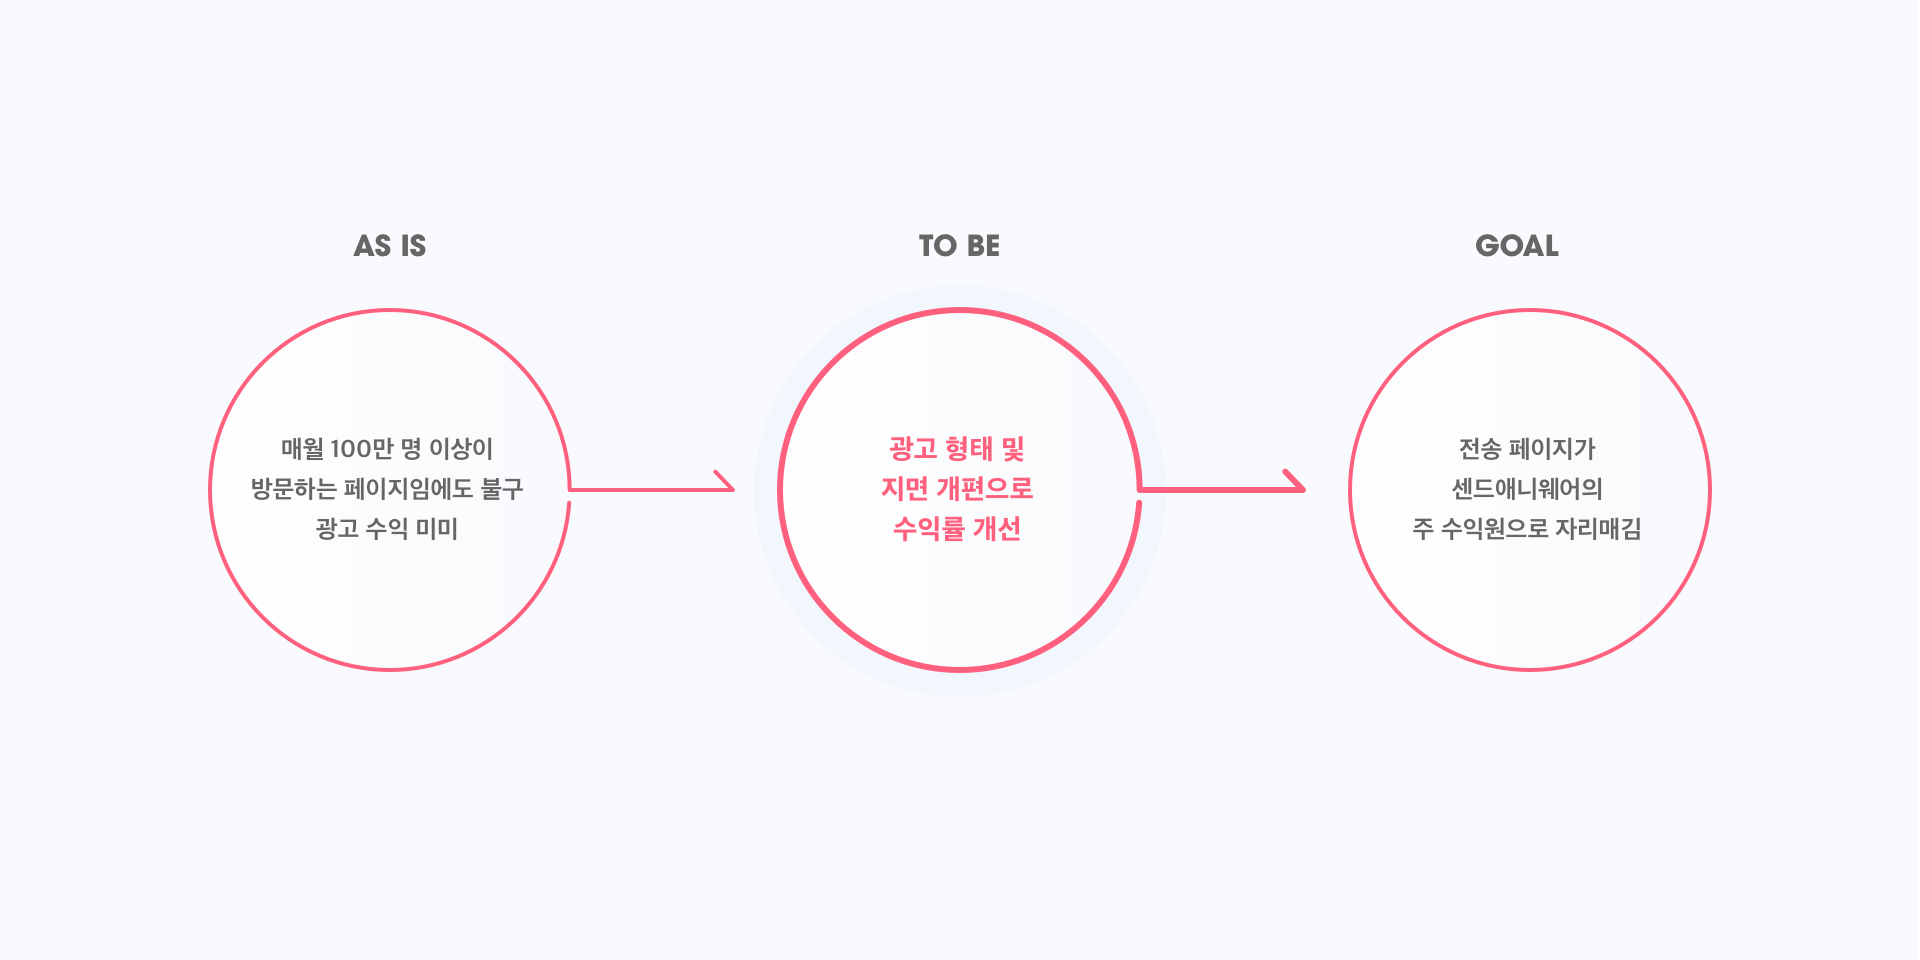 AS IS
매월 100만 명 이상이
방문하는 페이지임에도 불구
광고 수익 미미
TO BE
광고 형태 및
지면 개편으로
수익률 개선
GOAL
전송 페이지가
센드애니웨어의
주 수익원으로 자리매김